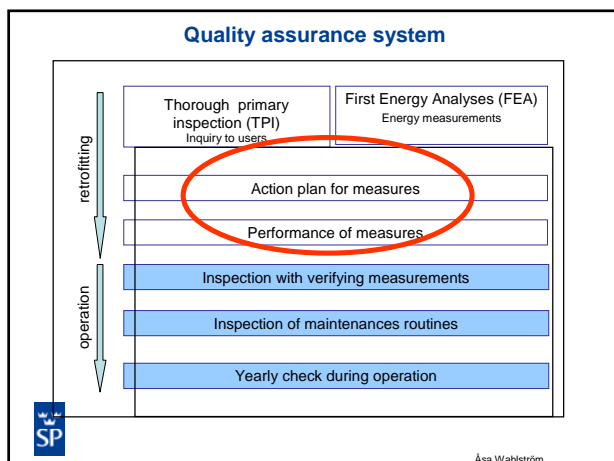 Quality assurance system
Thorough primary
inspection (TPI)
Inquiry to users
First Energy Analyses (FEA)
Energy measurements
retrofitting
Action plan for measures
Performance of measures
operation
Inspection with verifying measurements
Inspection of maintenances routines
Yearly check during operation
SP
Åsa Wahlström